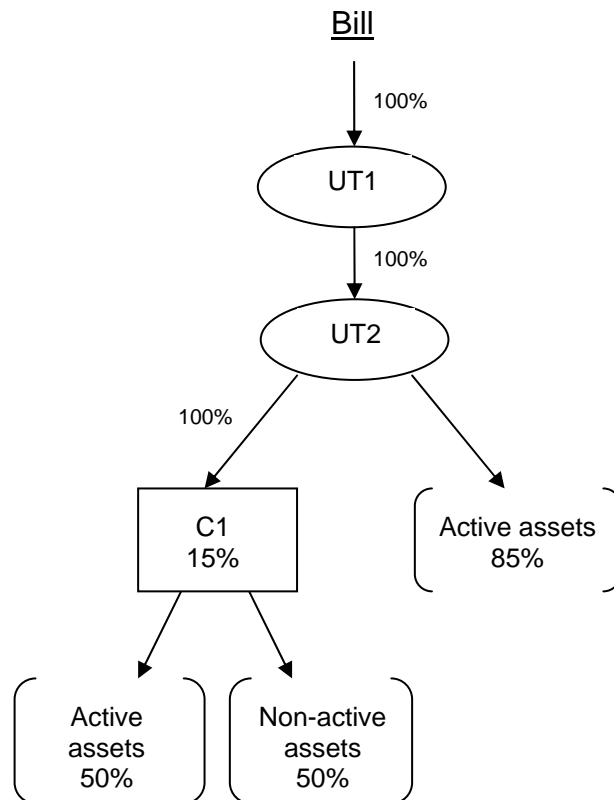 Bill
100%
UT1
100%
UT2
100%
C1
15%
Active assets
85%
Active
assets
50%
Non-active
assets
50%